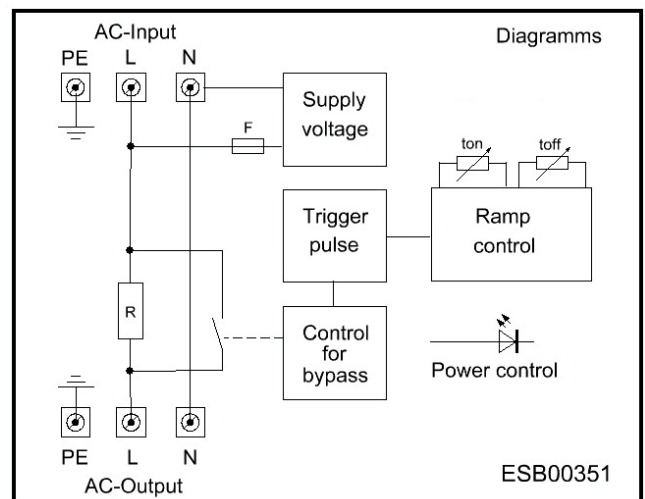 AC-Input
Diagramms
PE L N
F
Supply
voltage
ton toff
Trigger
pulse
Ramp
control
R
Control
for
bypass
Power control
PE L N
AC-Output
ESB00351